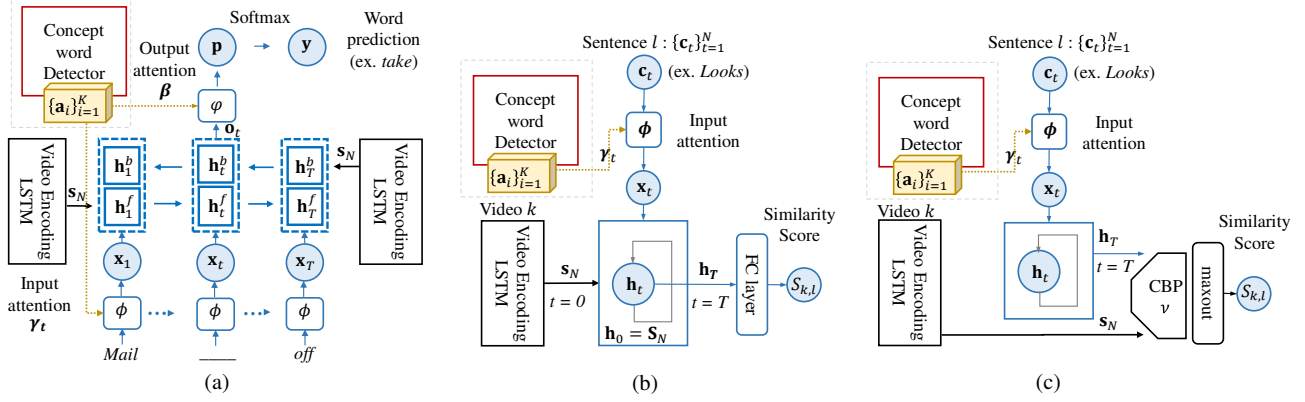 Concept
word
Detector
{a_i}_{i=1}^K
Output
attention
β
p
Softmax
y
Word
prediction
(ex. take)
φ
o_t
Video Encoding
LSTM
s_N
h_1^b
h_t^b
h_T^b
h_1^f
h_t^f
h_T^f
s_N
Video Encoding
LSTM
x_1
x_t
x_T
Input
attention
γ_t
ϕ
ϕ
ϕ
Mail
____
off
(a)
Sentence l : {c_t}_{t=1}^N
c_t
(ex. Looks)
Concept
word
Detector
{a_i}_{i=1}^K
γ_t
ϕ
Input
attention
x_t
Video k
Video Encoding
LSTM
s_N
t = 0
h_t
h_0 = S_N
h_T
t = T
FC layer
Similarity
Score
S_{k,l}
(b)
Sentence l : {c_t}_{t=1}^N
c_t
(ex. Looks)
Concept
word
Detector
{a_i}_{i=1}^K
γ_t
ϕ
Input
attention
x_t
Video k
Video Encoding
LSTM
h_t
h_T
t = T
s_N
CBP
ν
maxout
Similarity
Score
S_{k,l}
(c)